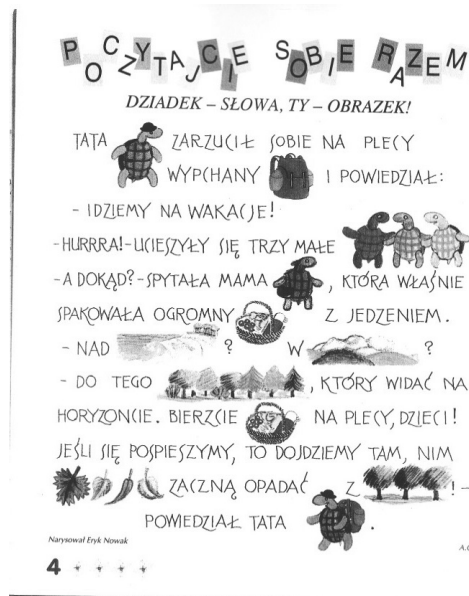 POCZYTAJCIE SOBIE RAZEM
DZIADEK – SŁOWA, TY – OBRAZEK!
TATA ZARZUCIŁ SOBIE NA PLECY
WYPCHANY I POWIEDZIAŁ:
- IDZIEMY NA WAKACJE!
-HURRRA!-UCIESZYŁY SIĘ TRZY MAŁE
-A DOKĄD?-SPYTAŁA MAMA , KTÓRA WŁAŚNIE
SPAKOWAŁA OGROMNY Z JEDZENIEM.
- NAD ? W ?
- DO TEGO , KTÓRY WIDAĆ NA
HORYZONCIE. BIERZCIE NA PLECY, DZIECI!
JEŚLI SIĘ POSPIESZYMY, TO DOJDZIEMY TAM, NIM
ZACZNĄ OPADAĆ Z ! -
POWIEDZIAŁ TATA .
Narysował Eryk Nowak
4